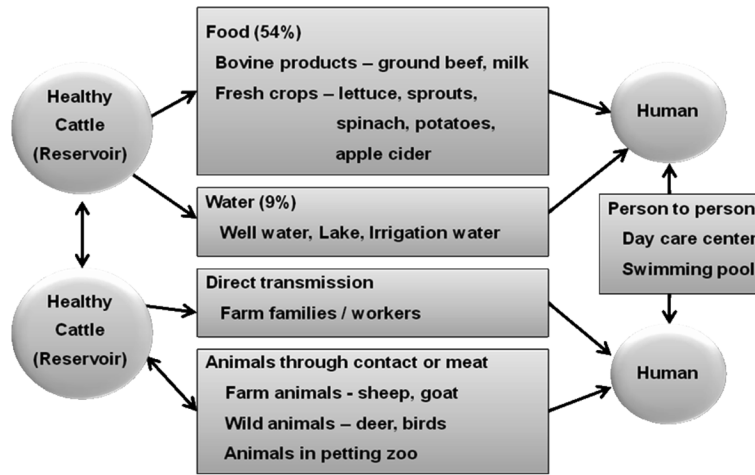 Healthy
Cattle
(Reservoir)
Food (54%)
Bovine products – ground beef, milk
Fresh crops – lettuce, sprouts,
spinach, potatoes,
apple cider
Human
Water (9%)
Well water, Lake, Irrigation water
Person to person
Day care center
Swimming pool
Healthy
Cattle
(Reservoir)
Direct transmission
Farm families / workers
Animals through contact or meat
Farm animals - sheep, goat
Wild animals – deer, birds
Animals in petting zoo
Human